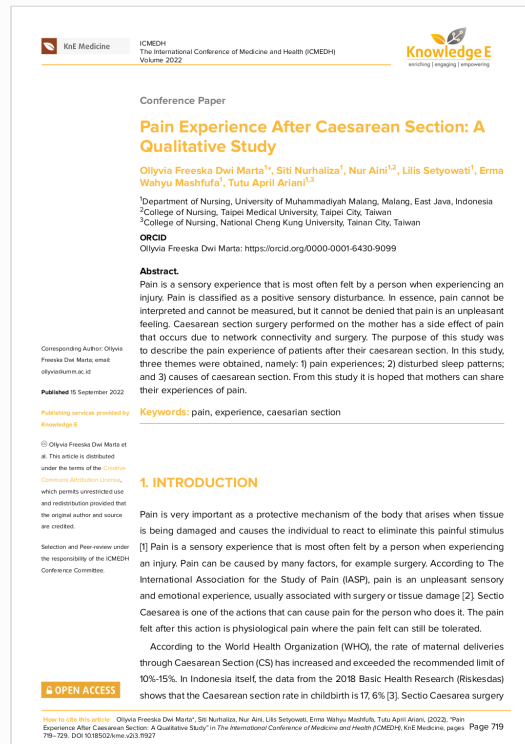 KnE Medicine
ICMEDH
The International Conference of Medicine and Health (ICMEDH)
Volume 2022
Knowledge E
enriching | engaging | empowering
Conference Paper
Pain Experience After Caesarean Section: A
Qualitative Study
Ollyvia Freeska Dwi Marta1*, Siti Nurhaliza1, Nur Aini1,2, Lilis Setyowati1, Erma
Wahyu Mashfufa1, Tutu April Ariani1,3
1Department of Nursing, University of Muhammadiyah Malang, Malang, East Java, Indonesia
2College of Nursing, Taipei Medical University, Taipei City, Taiwan
3College of Nursing, National Cheng Kung University, Tainan City, Taiwan
ORCID
Ollyvia Freeska Dwi Marta: https://orcid.org/0000-0001-6430-9099
Abstract.
Pain is a sensory experience that is most often felt by a person when experiencing an
injury. Pain is classified as a positive sensory disturbance. In essence, pain cannot be
interpreted and cannot be measured, but it cannot be denied that pain is an unpleasant
feeling. Caesarean section surgery performed on the mother has a side effect of pain
that occurs due to network connectivity and surgery. The purpose of this study was
to describe the pain experience of patients after their caesarean section. In this study,
three themes were obtained, namely: 1) pain experiences; 2) disturbed sleep patterns;
and 3) causes of caesarean section. From this study it is hoped that mothers can share
their experiences of pain.
Keywords: pain, experience, caesarian section
Corresponding Author: Ollyvia
Freeska Dwi Marta; email:
ollyvia@umm.ac.id
Published 15 September 2022
Publishing services provided by
Knowledge E
Ollyvia Freeska Dwi Marta et
al. This article is distributed
under the terms of the Creative
Commons Attribution License,
which permits unrestricted use
and redistribution provided that
the original author and source
are credited.
Selection and Peer-review under
the responsibility of the ICMEDH
Conference Committee.
1. INTRODUCTION
Pain is very important as a protective mechanism of the body that arises when tissue
is being damaged and causes the individual to react to eliminate this painful stimulus
[1] Pain is a sensory experience that is most often felt by a person when experiencing
an injury. Pain can be caused by many factors, for example surgery. According to The
International Association for the Study of Pain (IASP), pain is an unpleasant sensory
and emotional experience, usually associated with surgery or tissue damage [2]. Sectio
Caesarea is one of the actions that can cause pain for the person who does it. The pain
felt after this action is physiological pain where the pain felt can still be tolerated.
According to the World Health Organization (WHO), the rate of maternal deliveries
through Caesarean Section (CS) has increased and exceeded the recommended limit of
10%-15%. In Indonesia itself, the data from the 2018 Basic Health Research (Riskesdas)
shows that the Caesarean section rate in childbirth is 17, 6% [3]. Sectio Caesarea surgery
OPEN ACCESS
How to cite this article: Ollyvia Freeska Dwi Marta*, Siti Nurhaliza, Nur Aini, Lilis Setyowati, Erma Wahyu Mashfufa, Tutu April Ariani, (2022), "Pain
Experience After Caesarean Section: A Qualitative Study" in The International Conference of Medicine and Health (ICMEDH), KnE Medicine, pages
719–729. DOI 10.18502/kme.v2i3.11927
Page 719